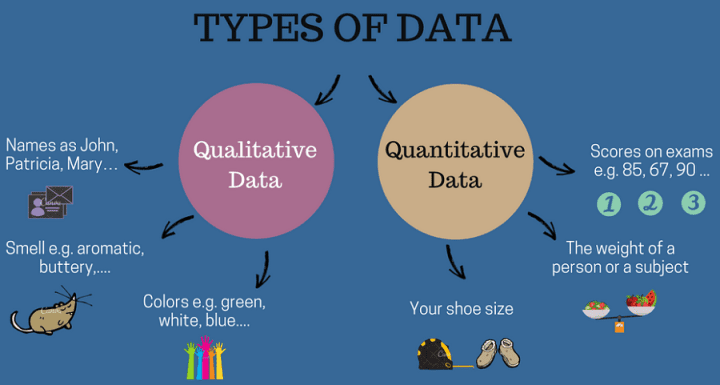 TYPES OF DATA
Qualitative
Data
Quantitative
Data
Names as John,
Patricia, Mary...
Smell e.g. aromatic,
buttery,....
Colors e.g. green,
white, blue....
Your shoe size
The weight of a
person or a subject
Scores on exams
e.g. 85, 67, 90 ...
1 2 3